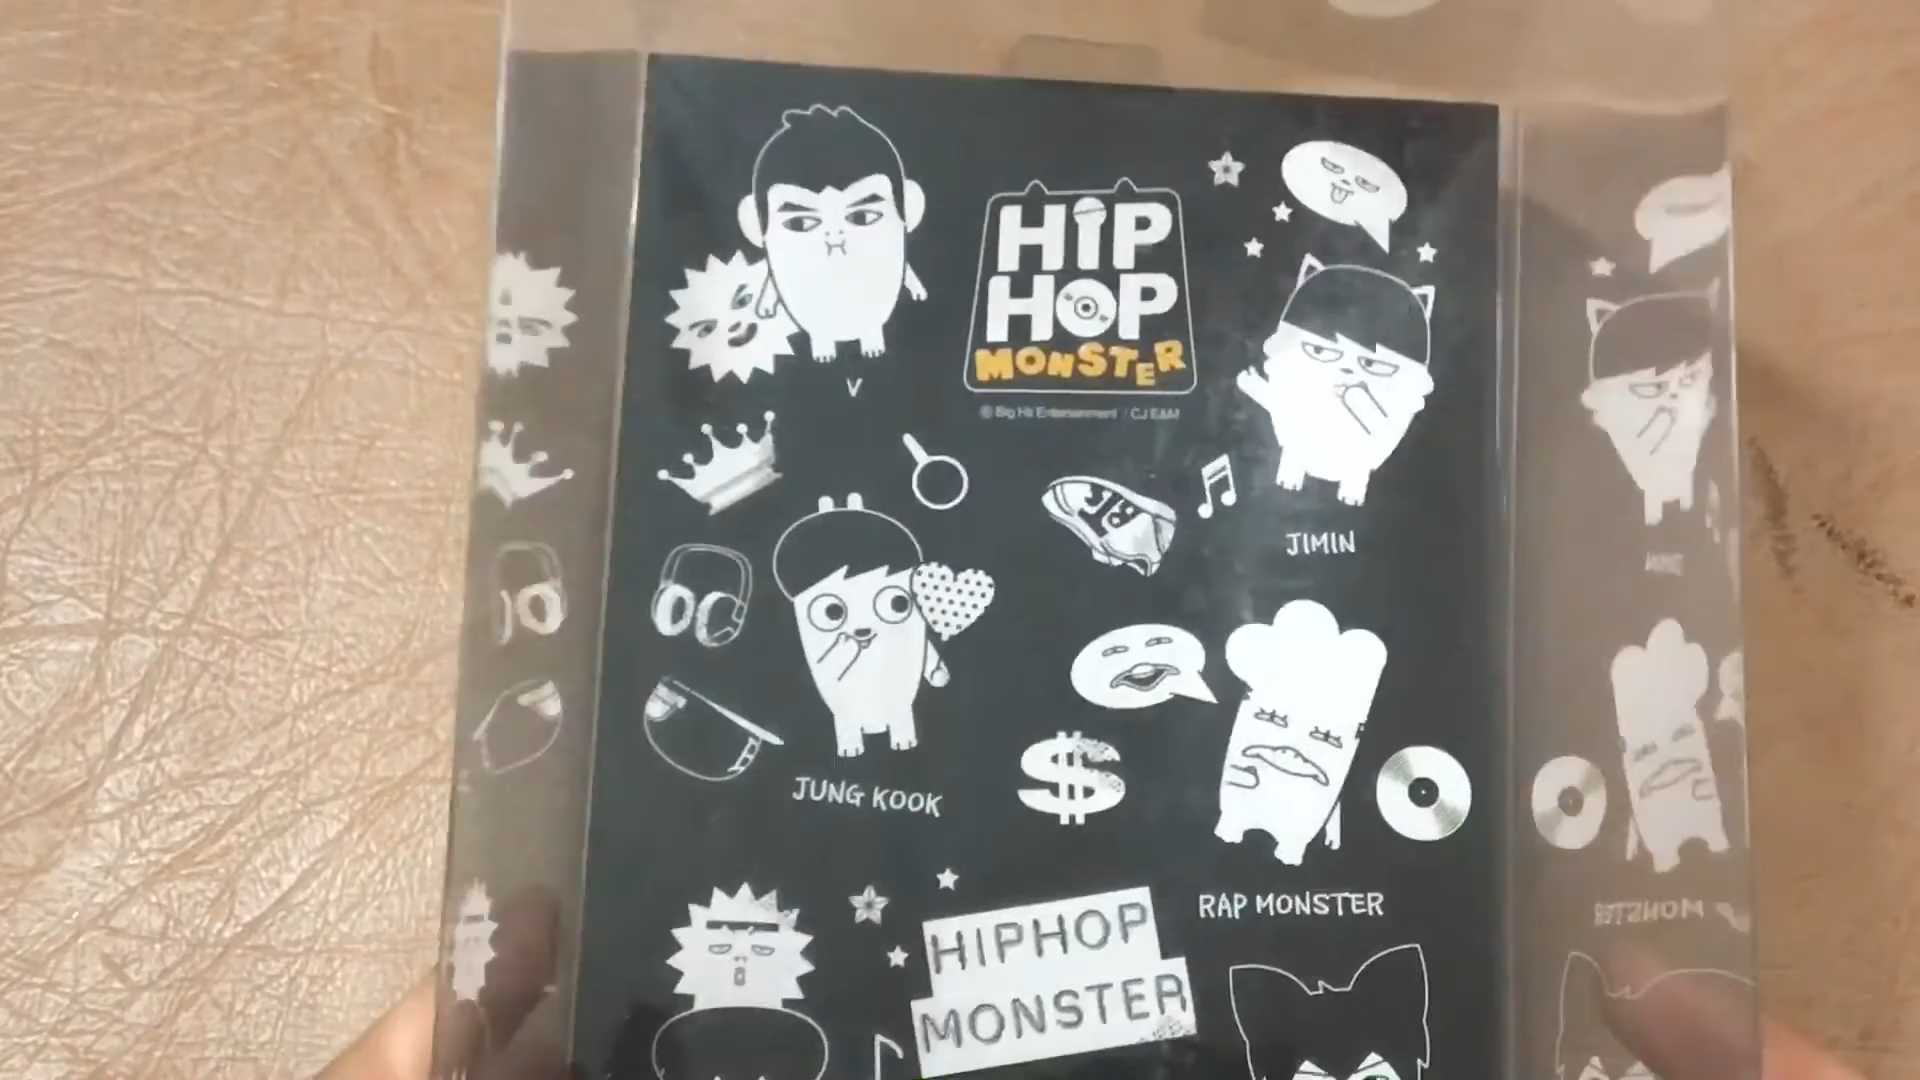 HIP
HOP
MONSTER
© Big Hit Entertainment / CJ E&M
V
JIMIN
JUNG KOOK
RAP MONSTER
HIPHOP
MONSTER